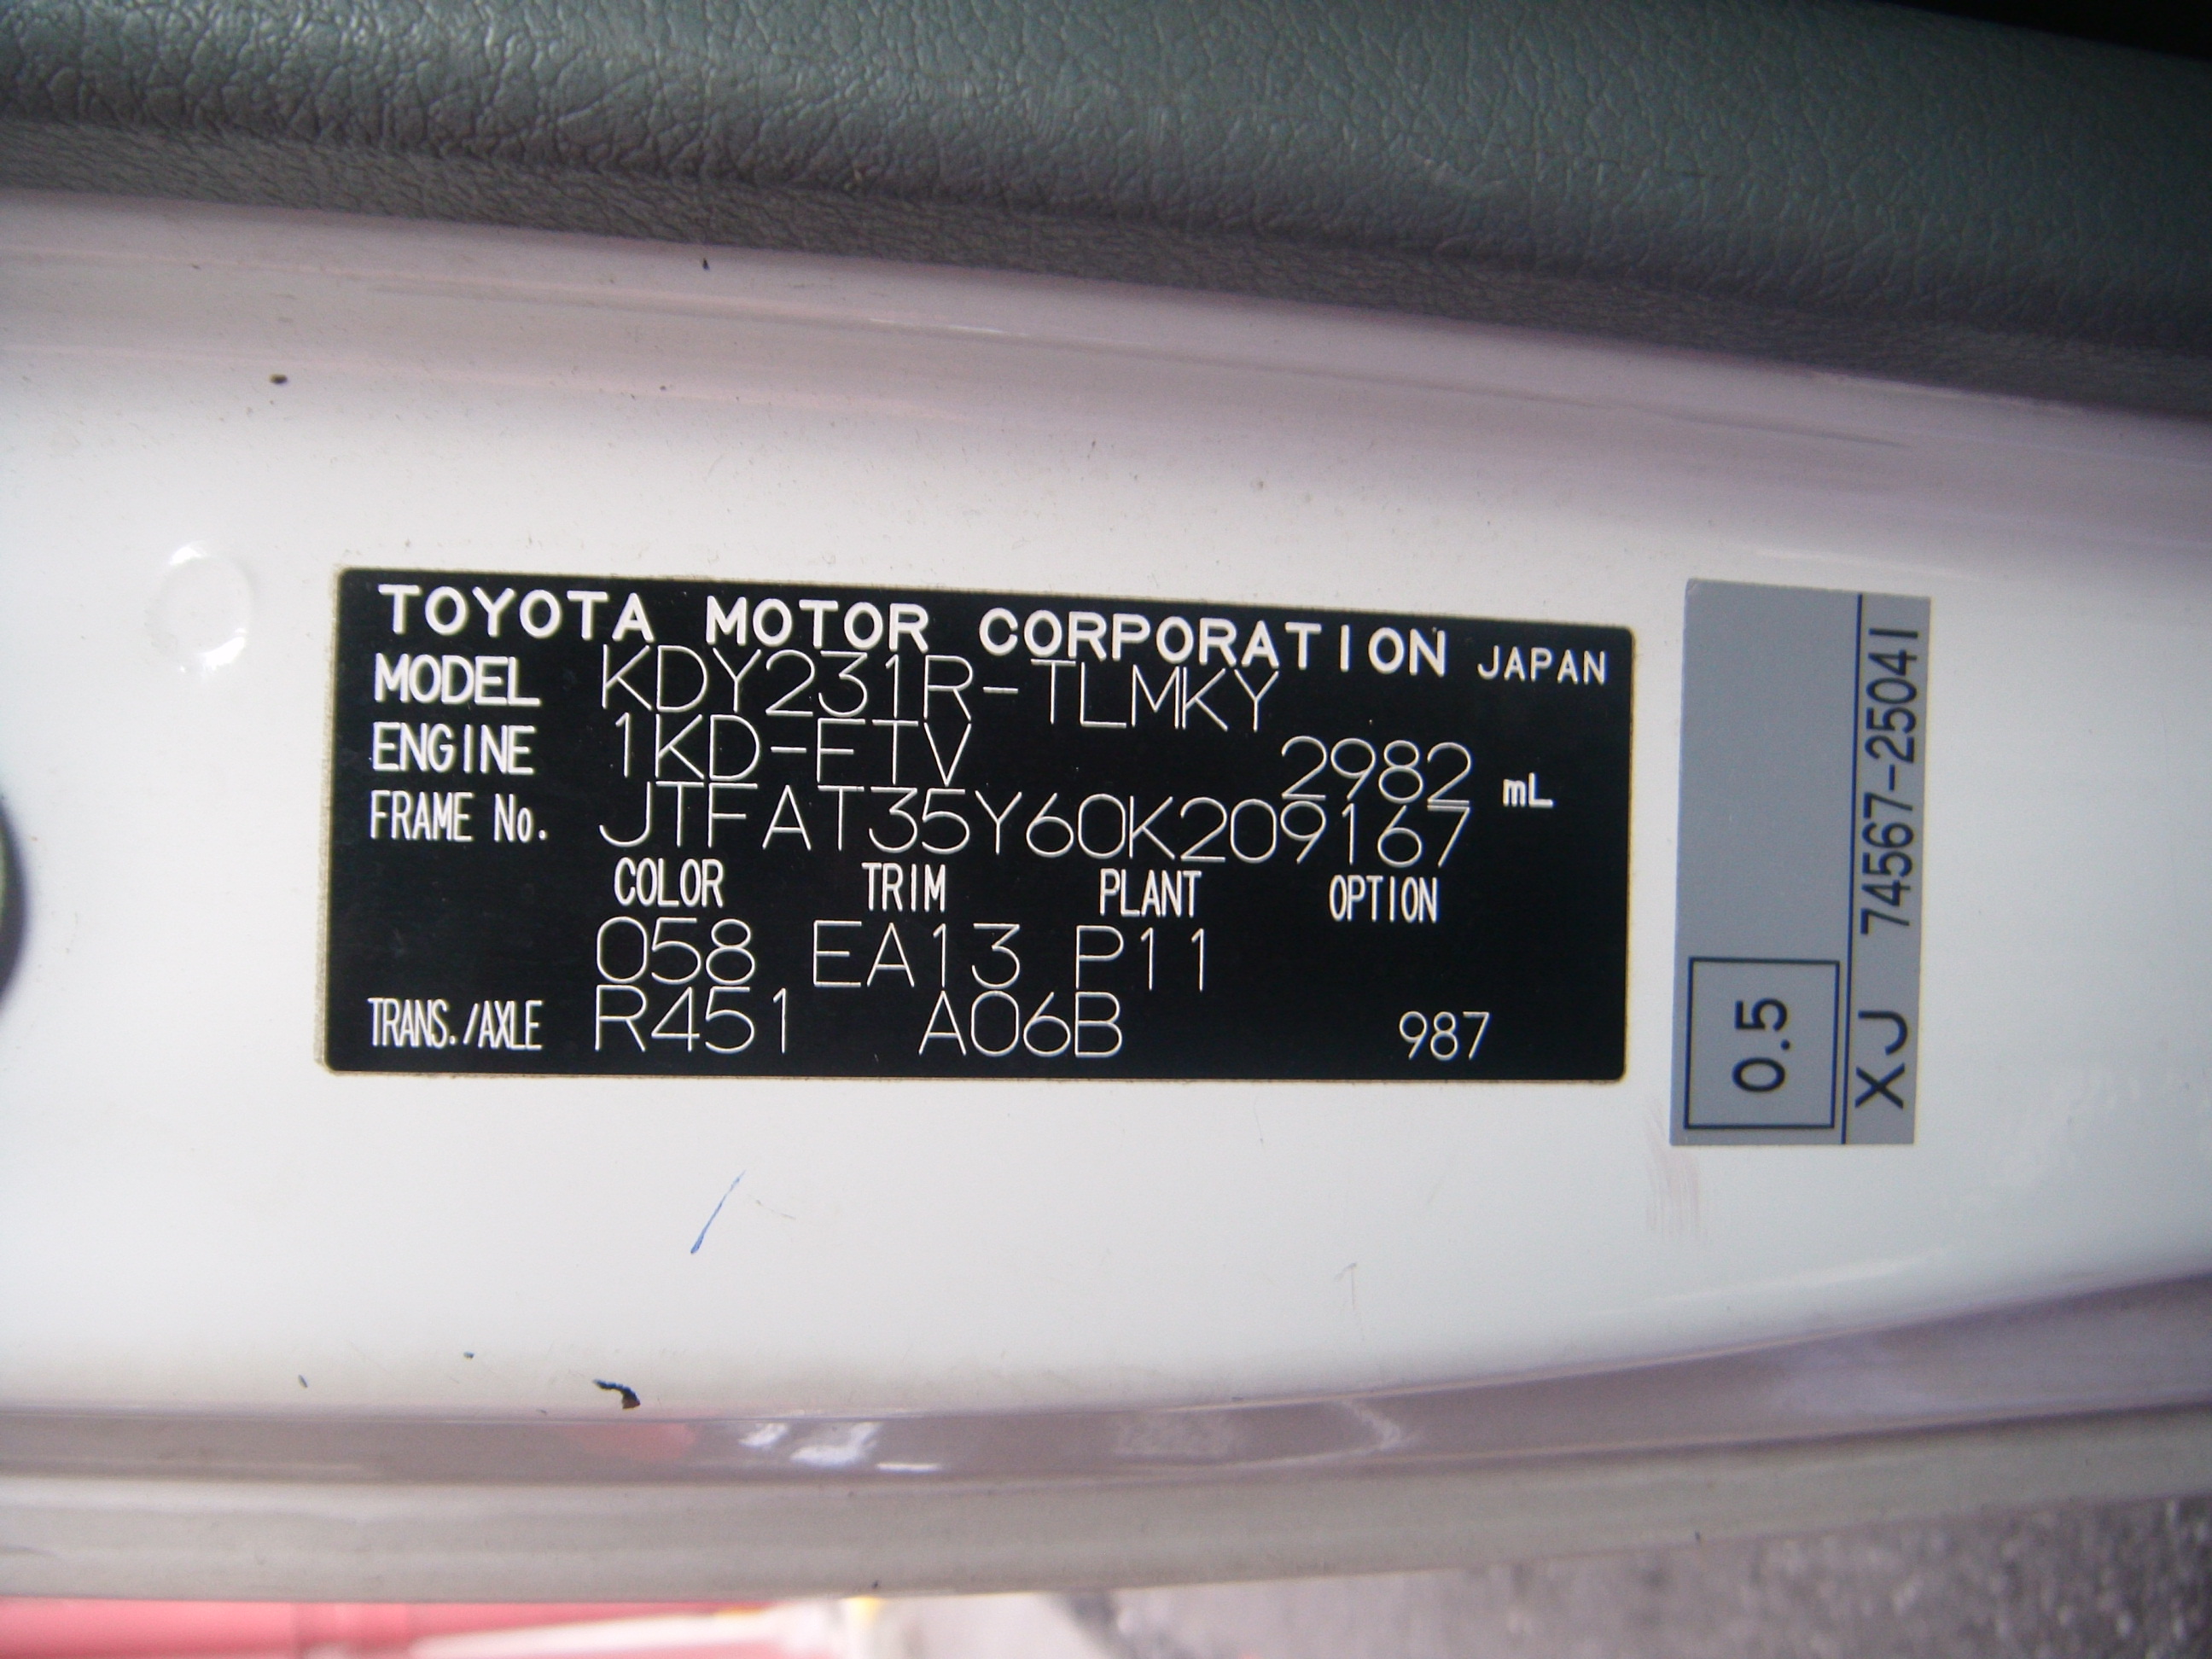 TOYOTA MOTOR CORPORATION JAPAN
MODEL KDY231R-TLMKY
ENGINE 1KD-FTV 2982 mL
FRAME No. JTFAT35Y60K209167
COLOR TRIM PLANT OPTION
058 EA13 P11
TRANS./AXLE R451 A06B 987
0.5
XJ 74567-25041